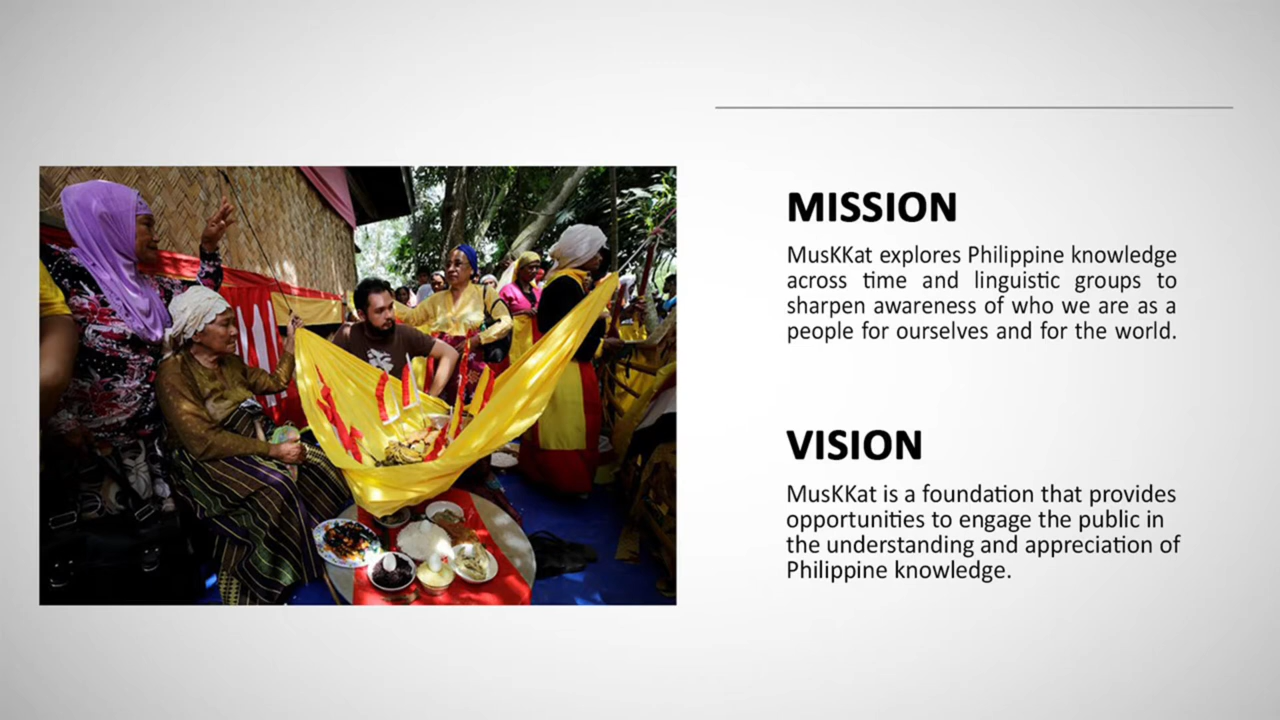 MISSION
MusKKat explores Philippine knowledge
across time and linguistic groups to
sharpen awareness of who we are as a
people for ourselves and for the world.
VISION
MusKKat is a foundation that provides
opportunities to engage the public in
the understanding and appreciation of
Philippine knowledge.